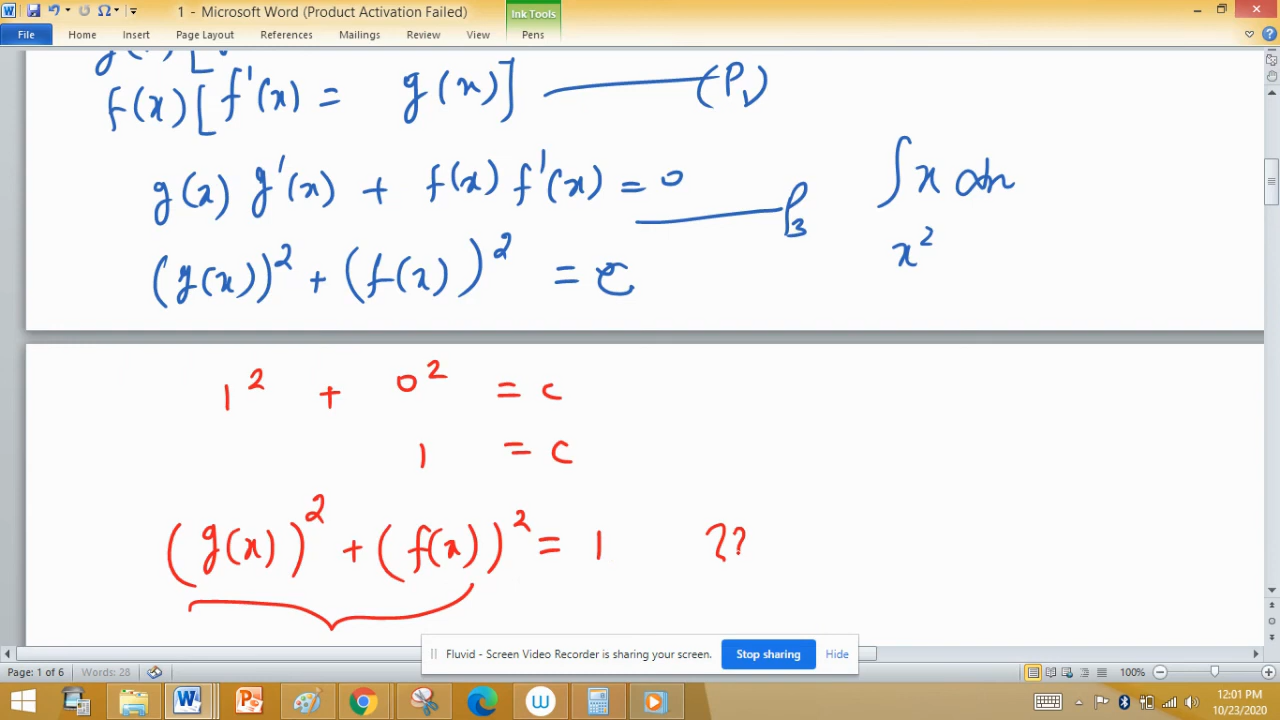 1 - Microsoft Word (Product Activation Failed)
Ink Tools
File Home Insert Page Layout References Mailings Review View Pens
f(x)[f'(x) = g(x)] (P₁)
g(x) g'(x) + f(x) f'(x) = 0
P₃
∫x dx
x²
(g(x))² + (f(x))² = c
1² + 0² = c
1 = c
(g(x))² + (f(x))² = 1 ??
Fluvid - Screen Video Recorder is sharing your screen. Stop sharing Hide
Page: 1 of 6 Words: 28 100%
12:01 PM
10/23/2020